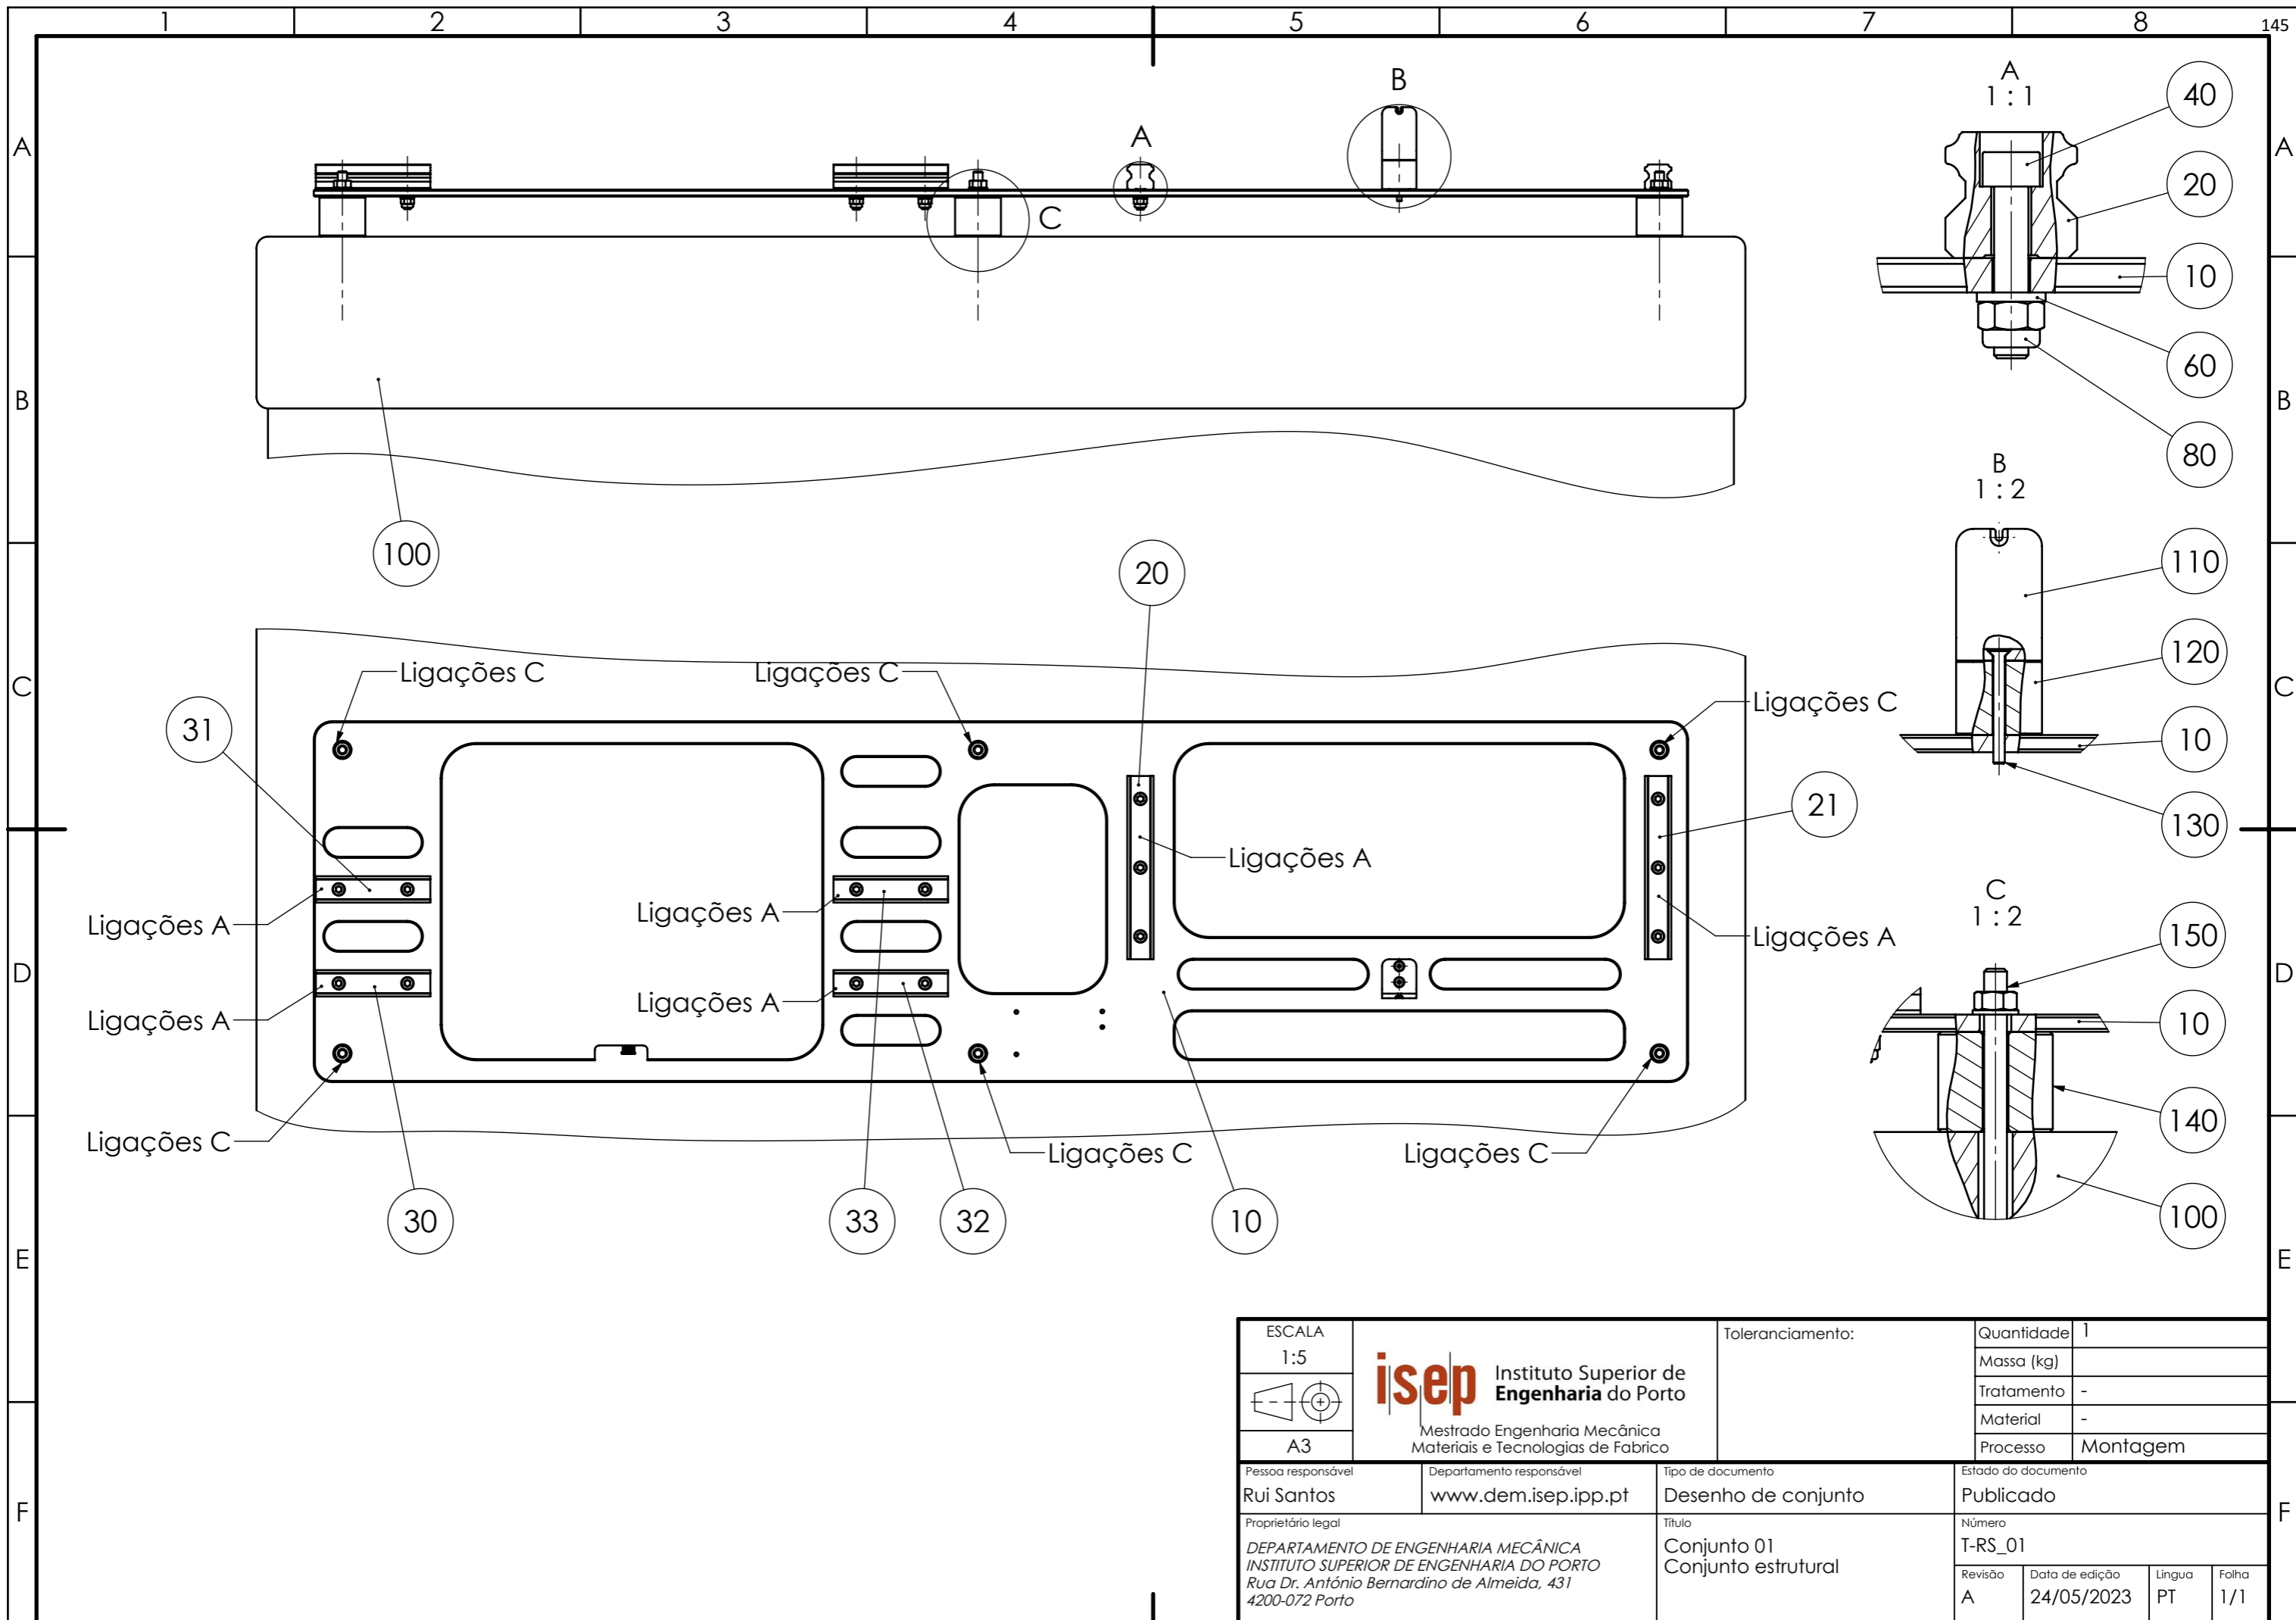 1 2 3 4 5 6 7 8 145
A A
B B
C C
D D
E E
F F
B
A
C
100
A
1 : 1
40
20
10
60
80
B
1 : 2
110
120
10
130
C
1 : 2
150
10
140
100
20
Ligações C
Ligações C
Ligações C
31
21
Ligações A
Ligações A
Ligações A
Ligações A
Ligações A
Ligações A
Ligações C
Ligações C
Ligações C
30
33
32
10
ESCALA
1:5
A3
isep Instituto Superior de
Engenharia do Porto
Mestrado Engenharia Mecânica
Materiais e Tecnologias de Fabrico
Toleranciamento:
Quantidade 1
Massa (kg)
Tratamento -
Material -
Processo Montagem
Pessoa responsável
Rui Santos
Departamento responsável
www.dem.isep.ipp.pt
Tipo de documento
Desenho de conjunto
Estado do documento
Publicado
Proprietário legal
DEPARTAMENTO DE ENGENHARIA MECÂNICA
INSTITUTO SUPERIOR DE ENGENHARIA DO PORTO
Rua Dr. António Bernardino de Almeida, 431
4200-072 Porto
Título
Conjunto 01
Conjunto estrutural
Número
T-RS_01
Revisão
A
Data de edição
24/05/2023
Lingua
PT
Folha
1/1